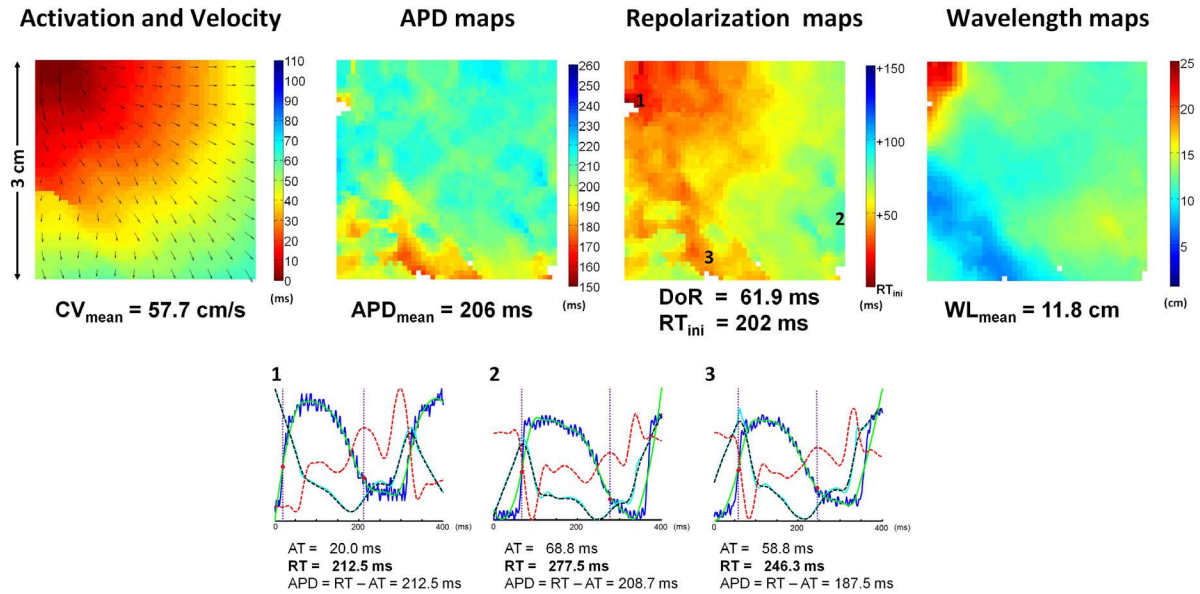 Activation and Velocity
APD maps
Repolarization maps
Wavelength maps
3 cm
110
100
90
80
70
60
50
40
30
20
10
0
(ms)
260
250
240
230
220
210
200
190
180
170
160
150
(ms)
1
2
3
+150
+100
+50
RTini
(ms)
25
20
15
10
5
(cm)
CVmean = 57.7 cm/s
APDmean = 206 ms
DoR = 61.9 ms
RTini = 202 ms
WLmean = 11.8 cm
1
0
200
400
(ms)
AT = 20.0 ms
RT = 212.5 ms
APD = RT – AT = 212.5 ms
2
0
200
400
(ms)
AT = 68.8 ms
RT = 277.5 ms
APD = RT – AT = 208.7 ms
3
0
200
400
(ms)
AT = 58.8 ms
RT = 246.3 ms
APD = RT – AT = 187.5 ms